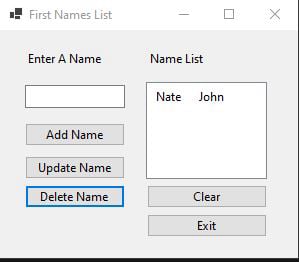 First Names List
Enter A Name
Name List
Nate John
Add Name
Update Name
Delete Name
Clear
Exit